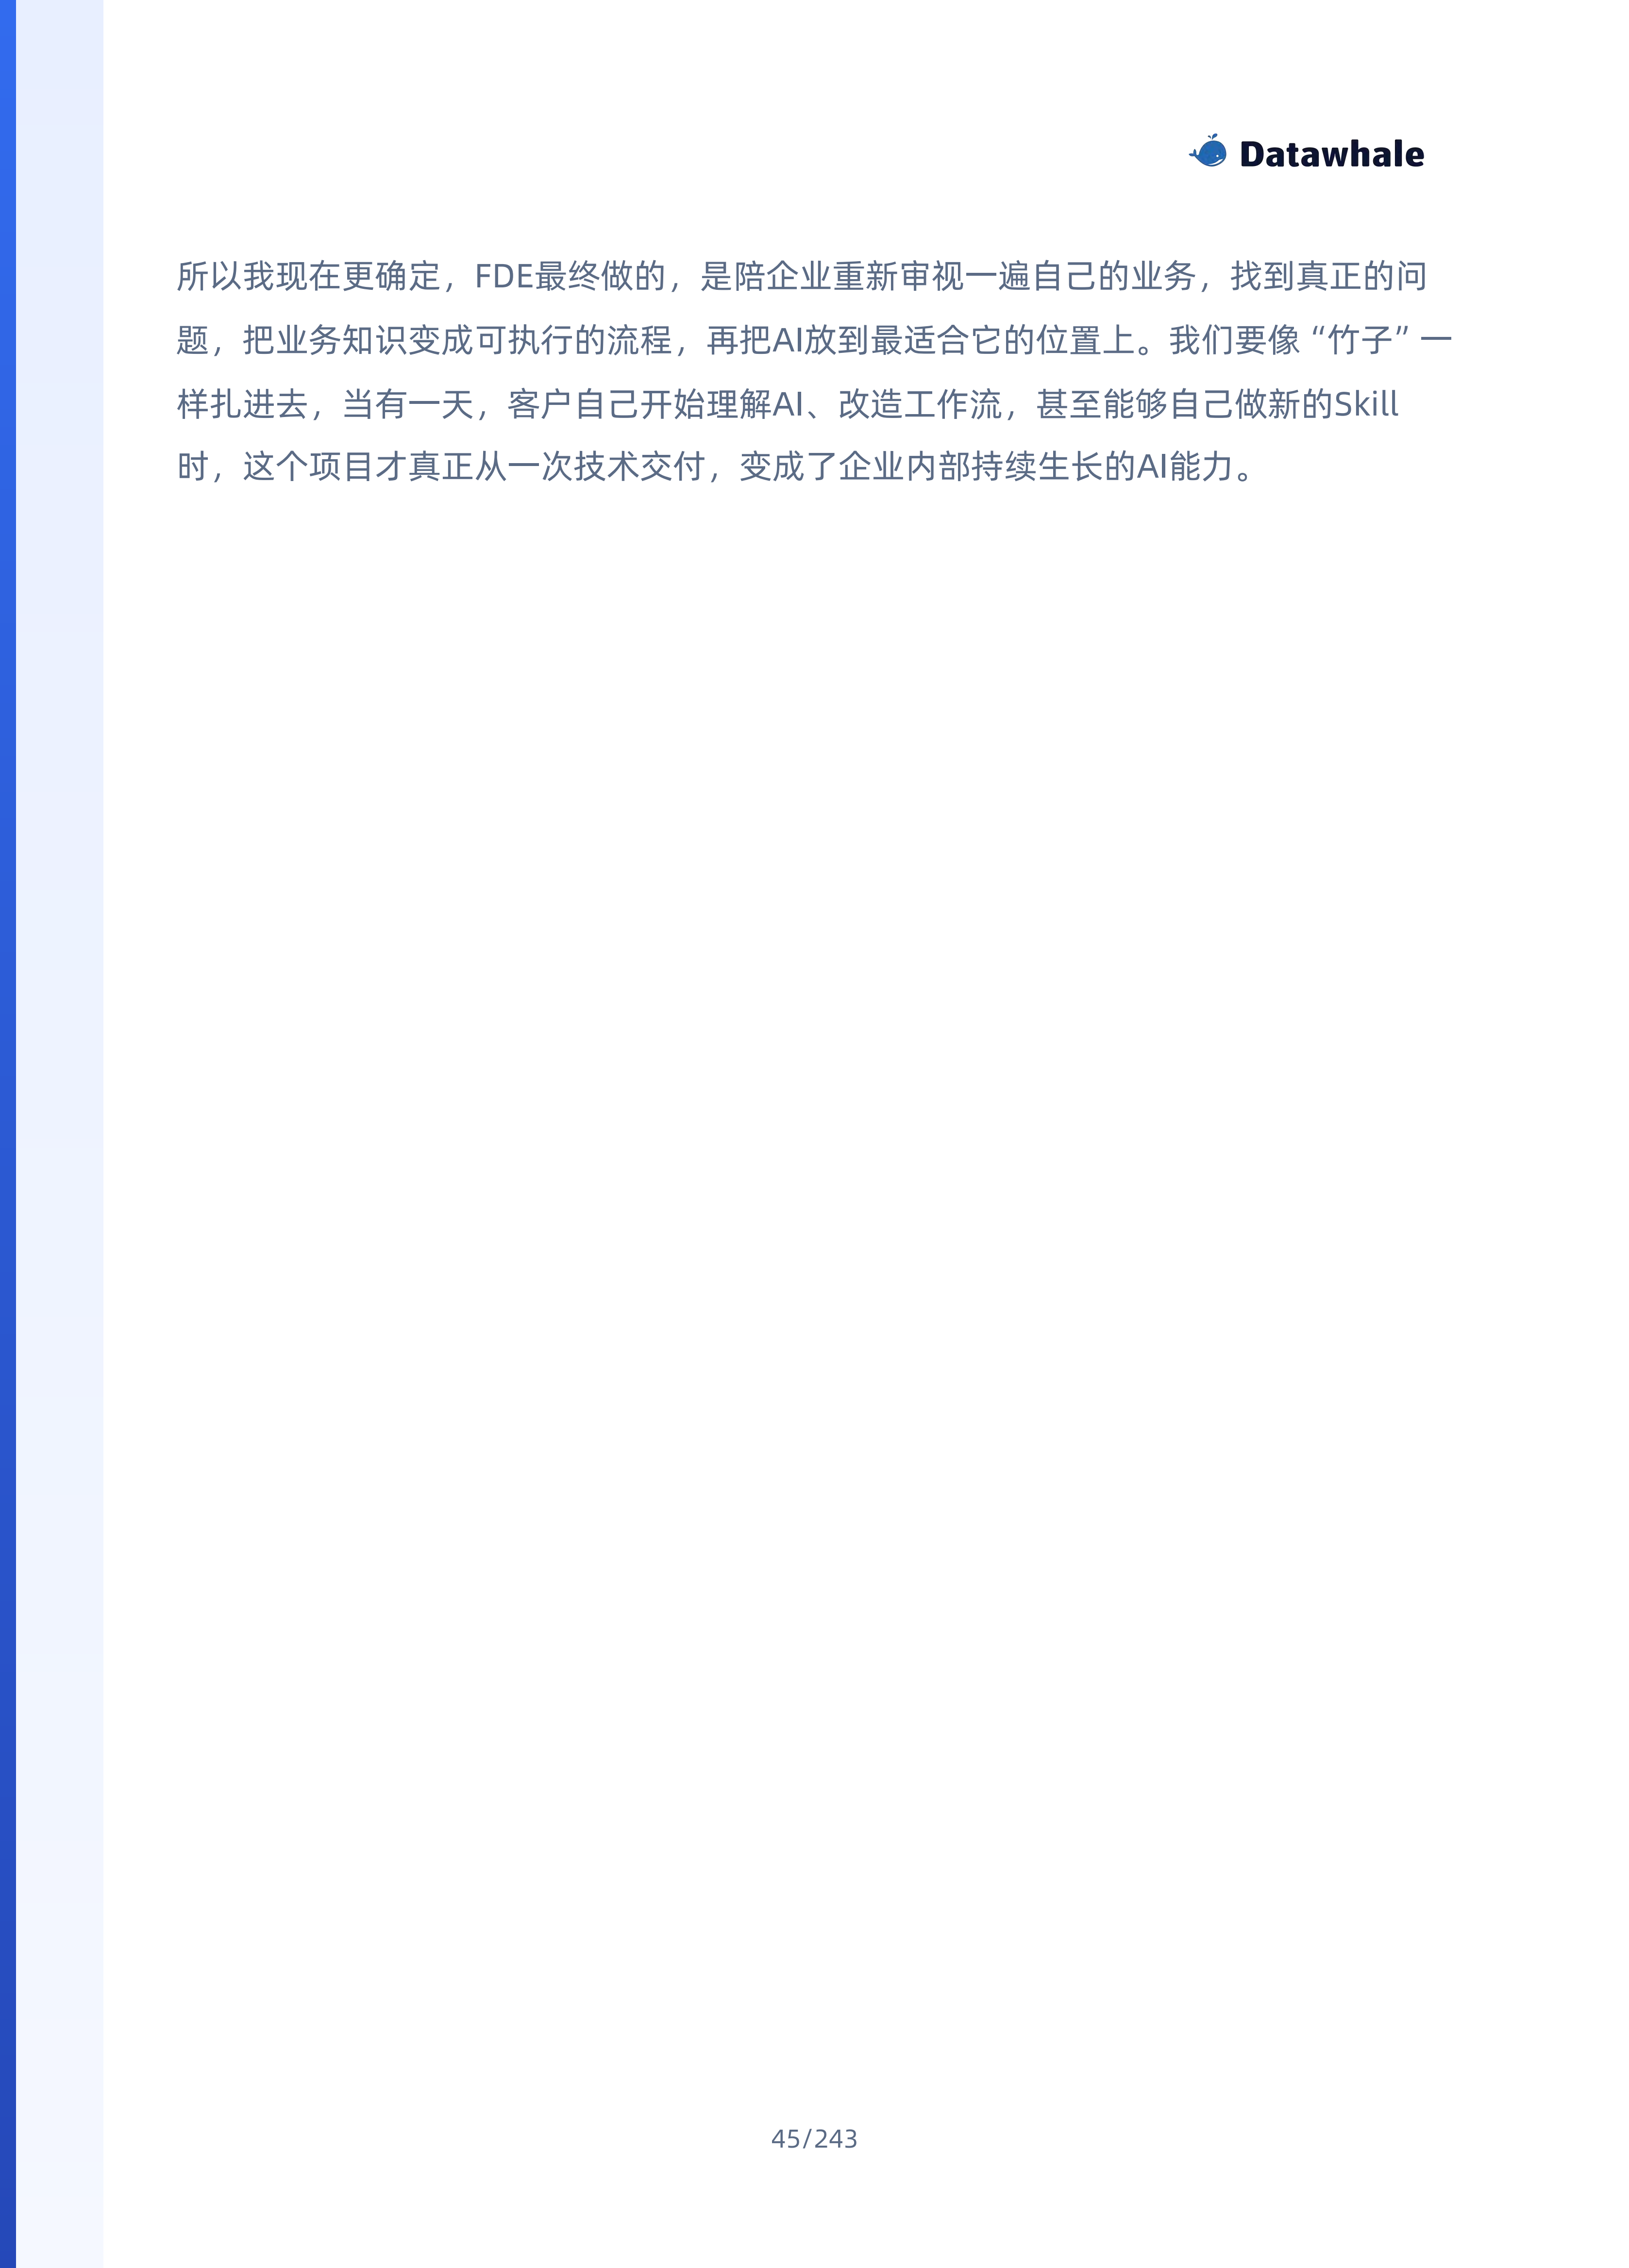 Datawhale
所以我现在更确定，FDE最终做的，是陪企业重新审视一遍自己的业务，找到真正的问
题，把业务知识变成可执行的流程，再把AI放到最适合它的位置上。我们要像“竹子”一
样扎进去，当有一天，客户自己开始理解AI、改造工作流，甚至能够自己做新的Skill
时，这个项目才真正从一次技术交付，变成了企业内部持续生长的AI能力。
45/243